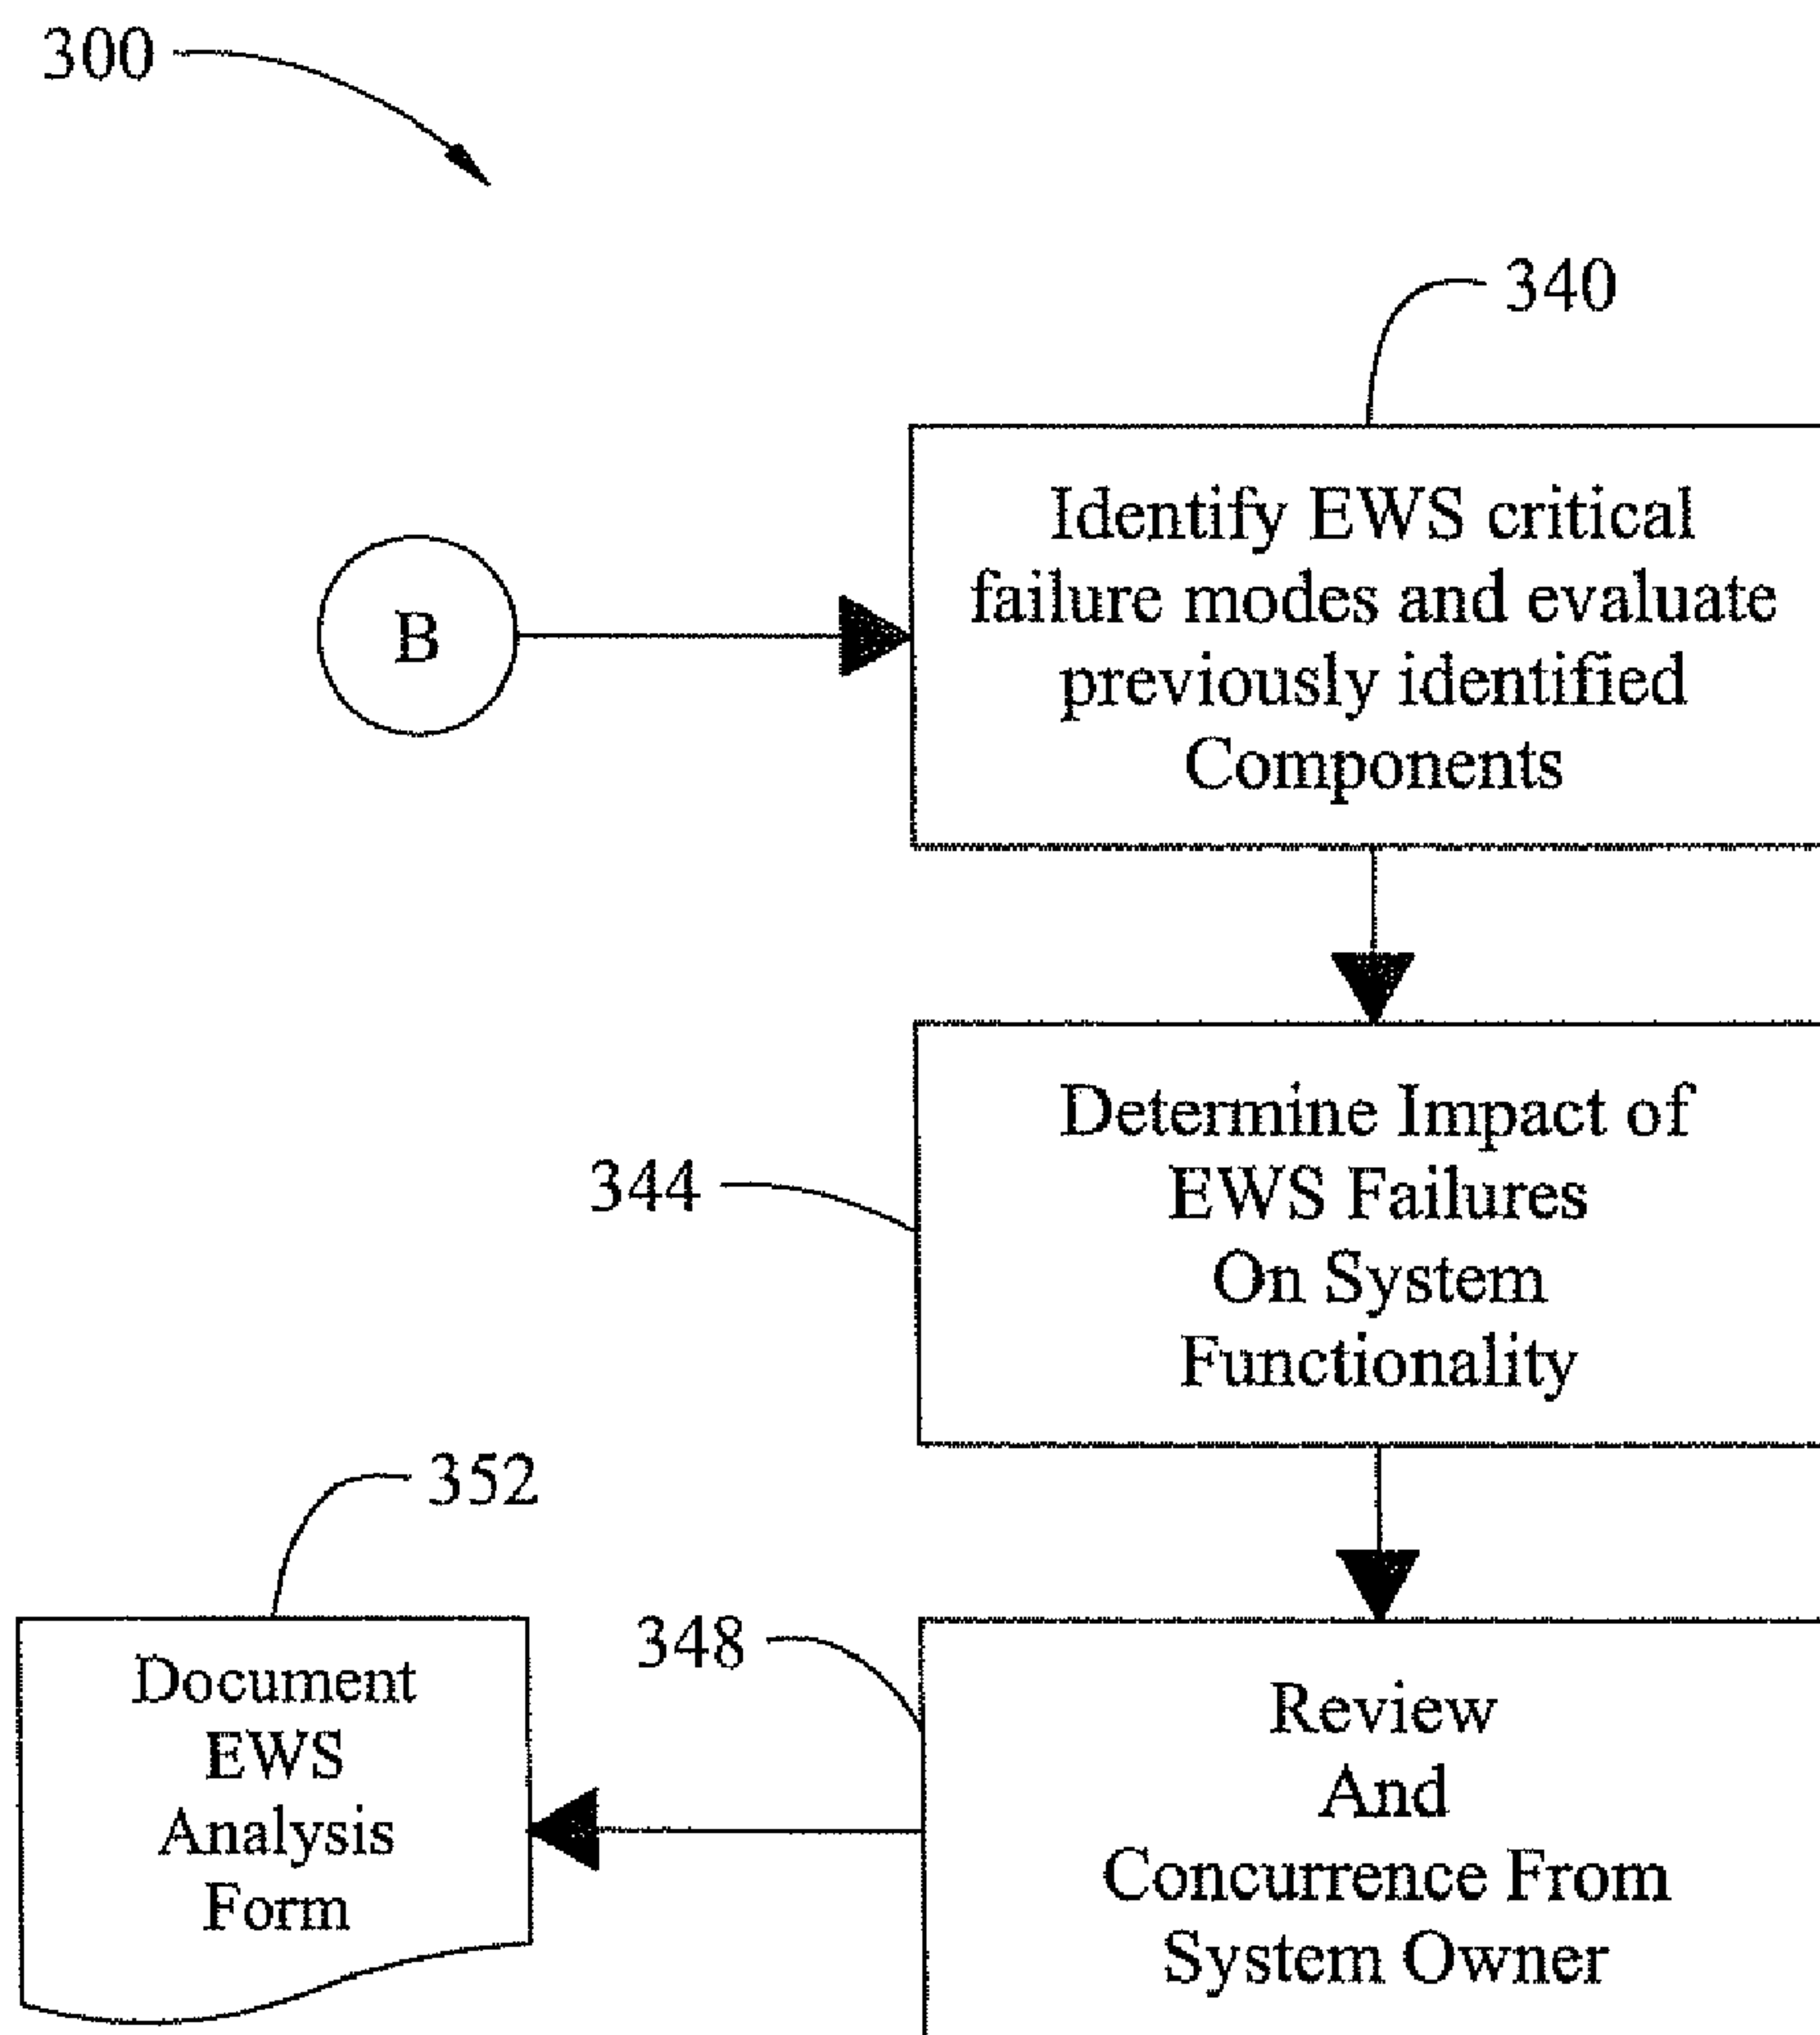 300
340
Identify EWS critical
failure modes and evaluate
previously identified
Components
B
Determine Impact of
EWS Failures
On System
Functionality
344
352
Document
EWS
Analysis
Form
348
Review
And
Concurrence From
System Owner